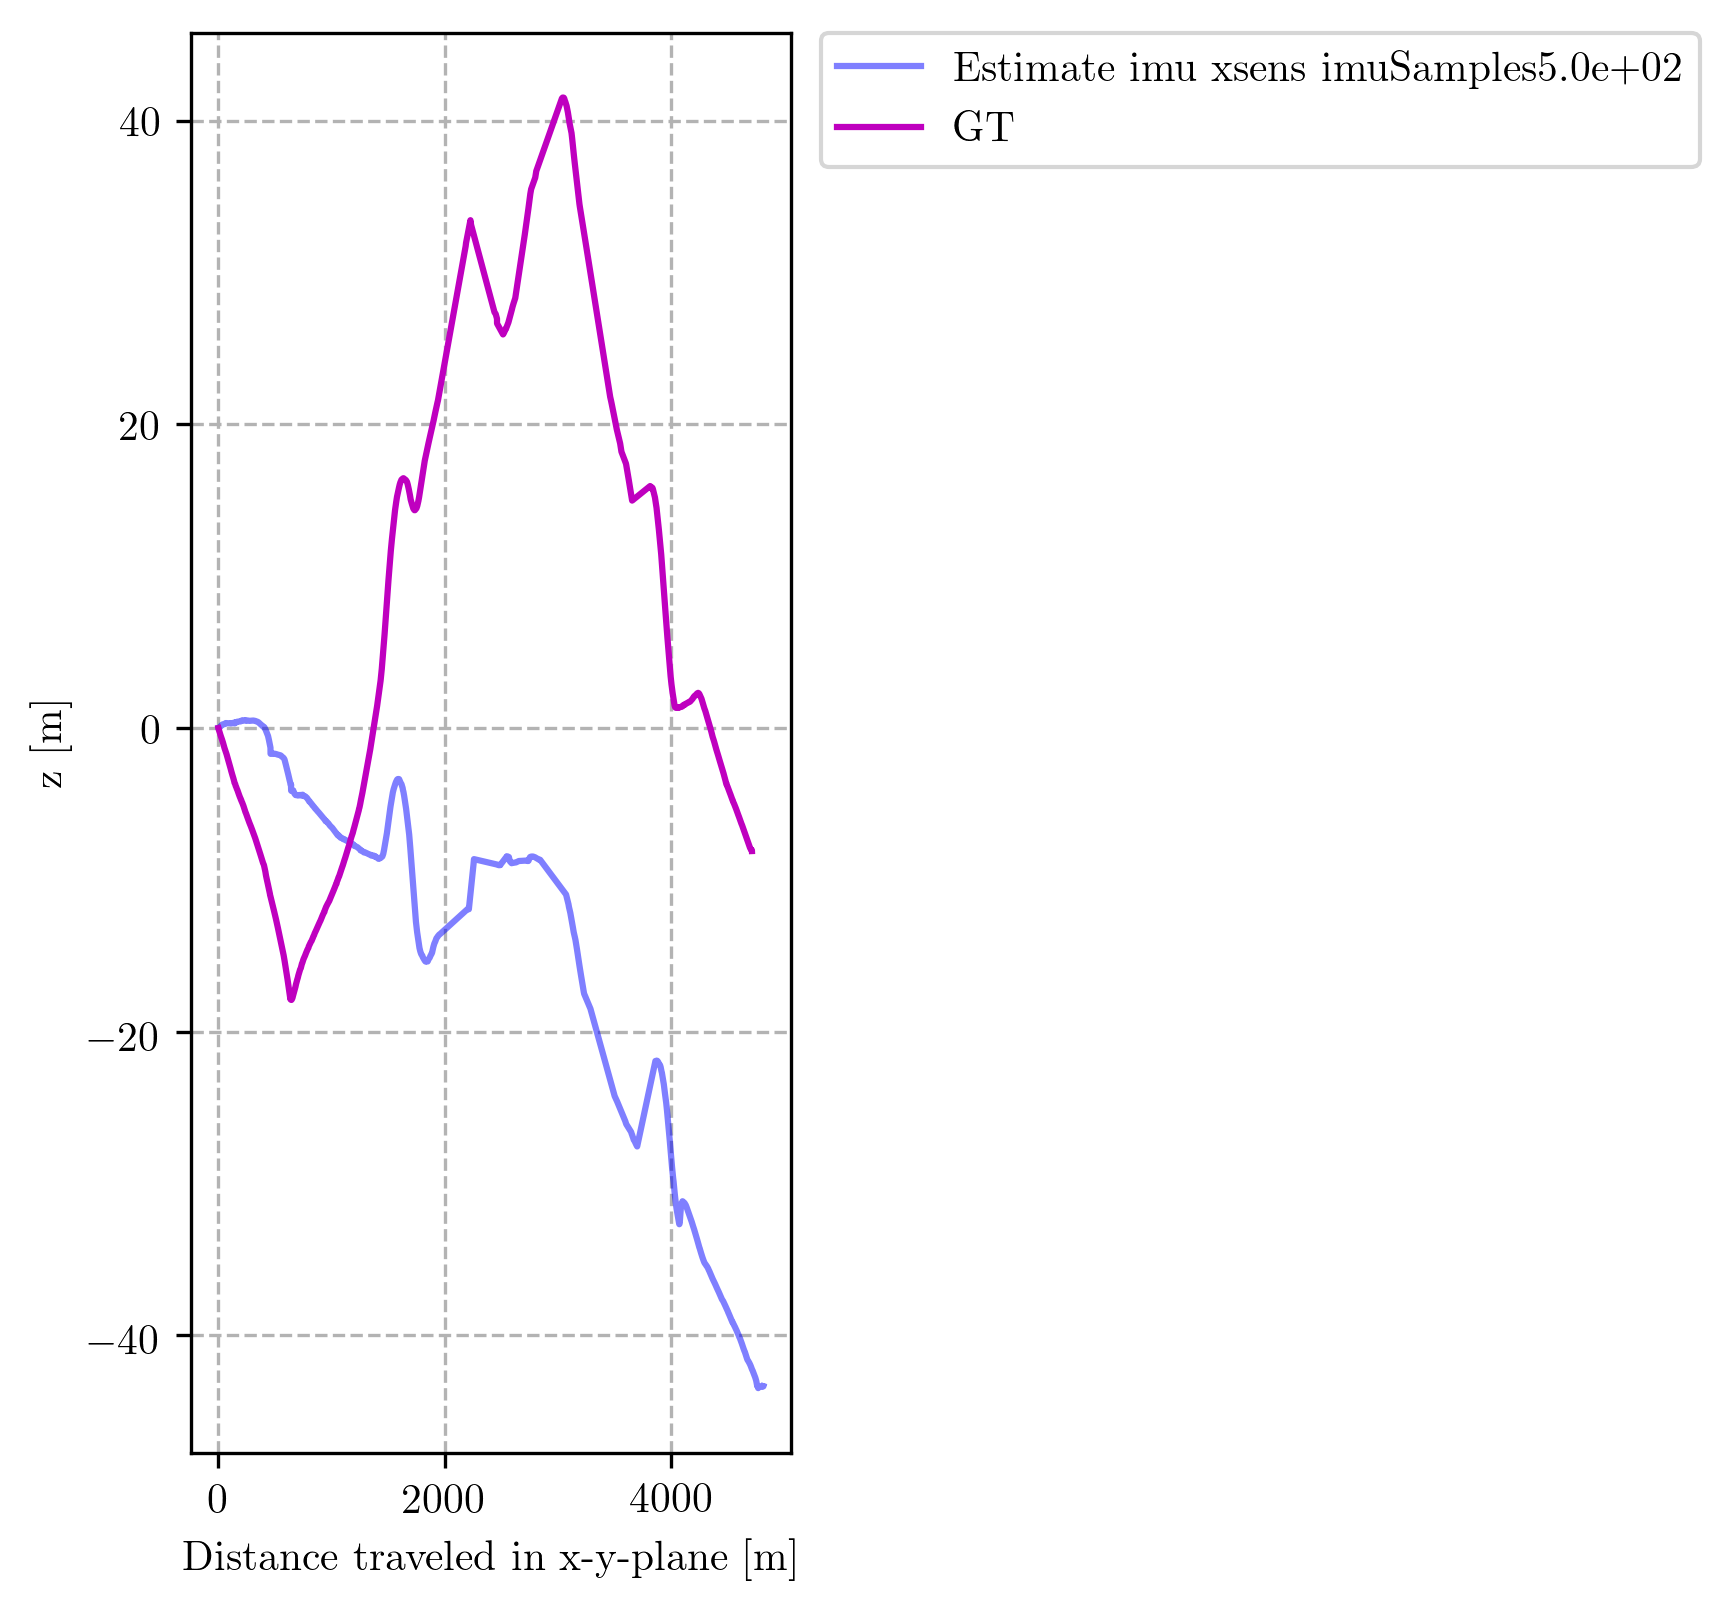 Estimate imu xsens imuSamples5.0e+02
GT
40
20
0
−20
−40
z [m]
0 2000 4000
Distance traveled in x-y-plane [m]